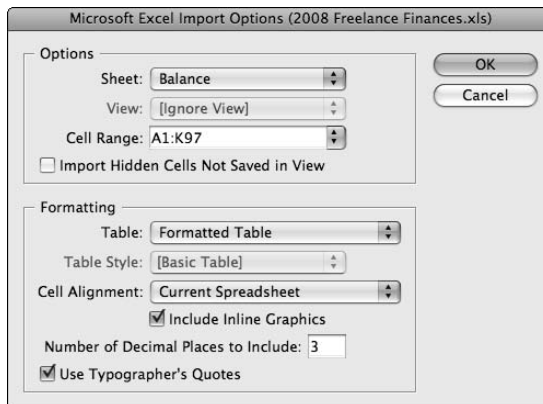 Microsoft Excel Import Options (2008 Freelance Finances.xls)
Options
Sheet: Balance
View: [Ignore View]
Cell Range: A1:K97
Import Hidden Cells Not Saved in View
OK
Cancel
Formatting
Table: Formatted Table
Table Style: [Basic Table]
Cell Alignment: Current Spreadsheet
Include Inline Graphics
Number of Decimal Places to Include: 3
Use Typographer's Quotes